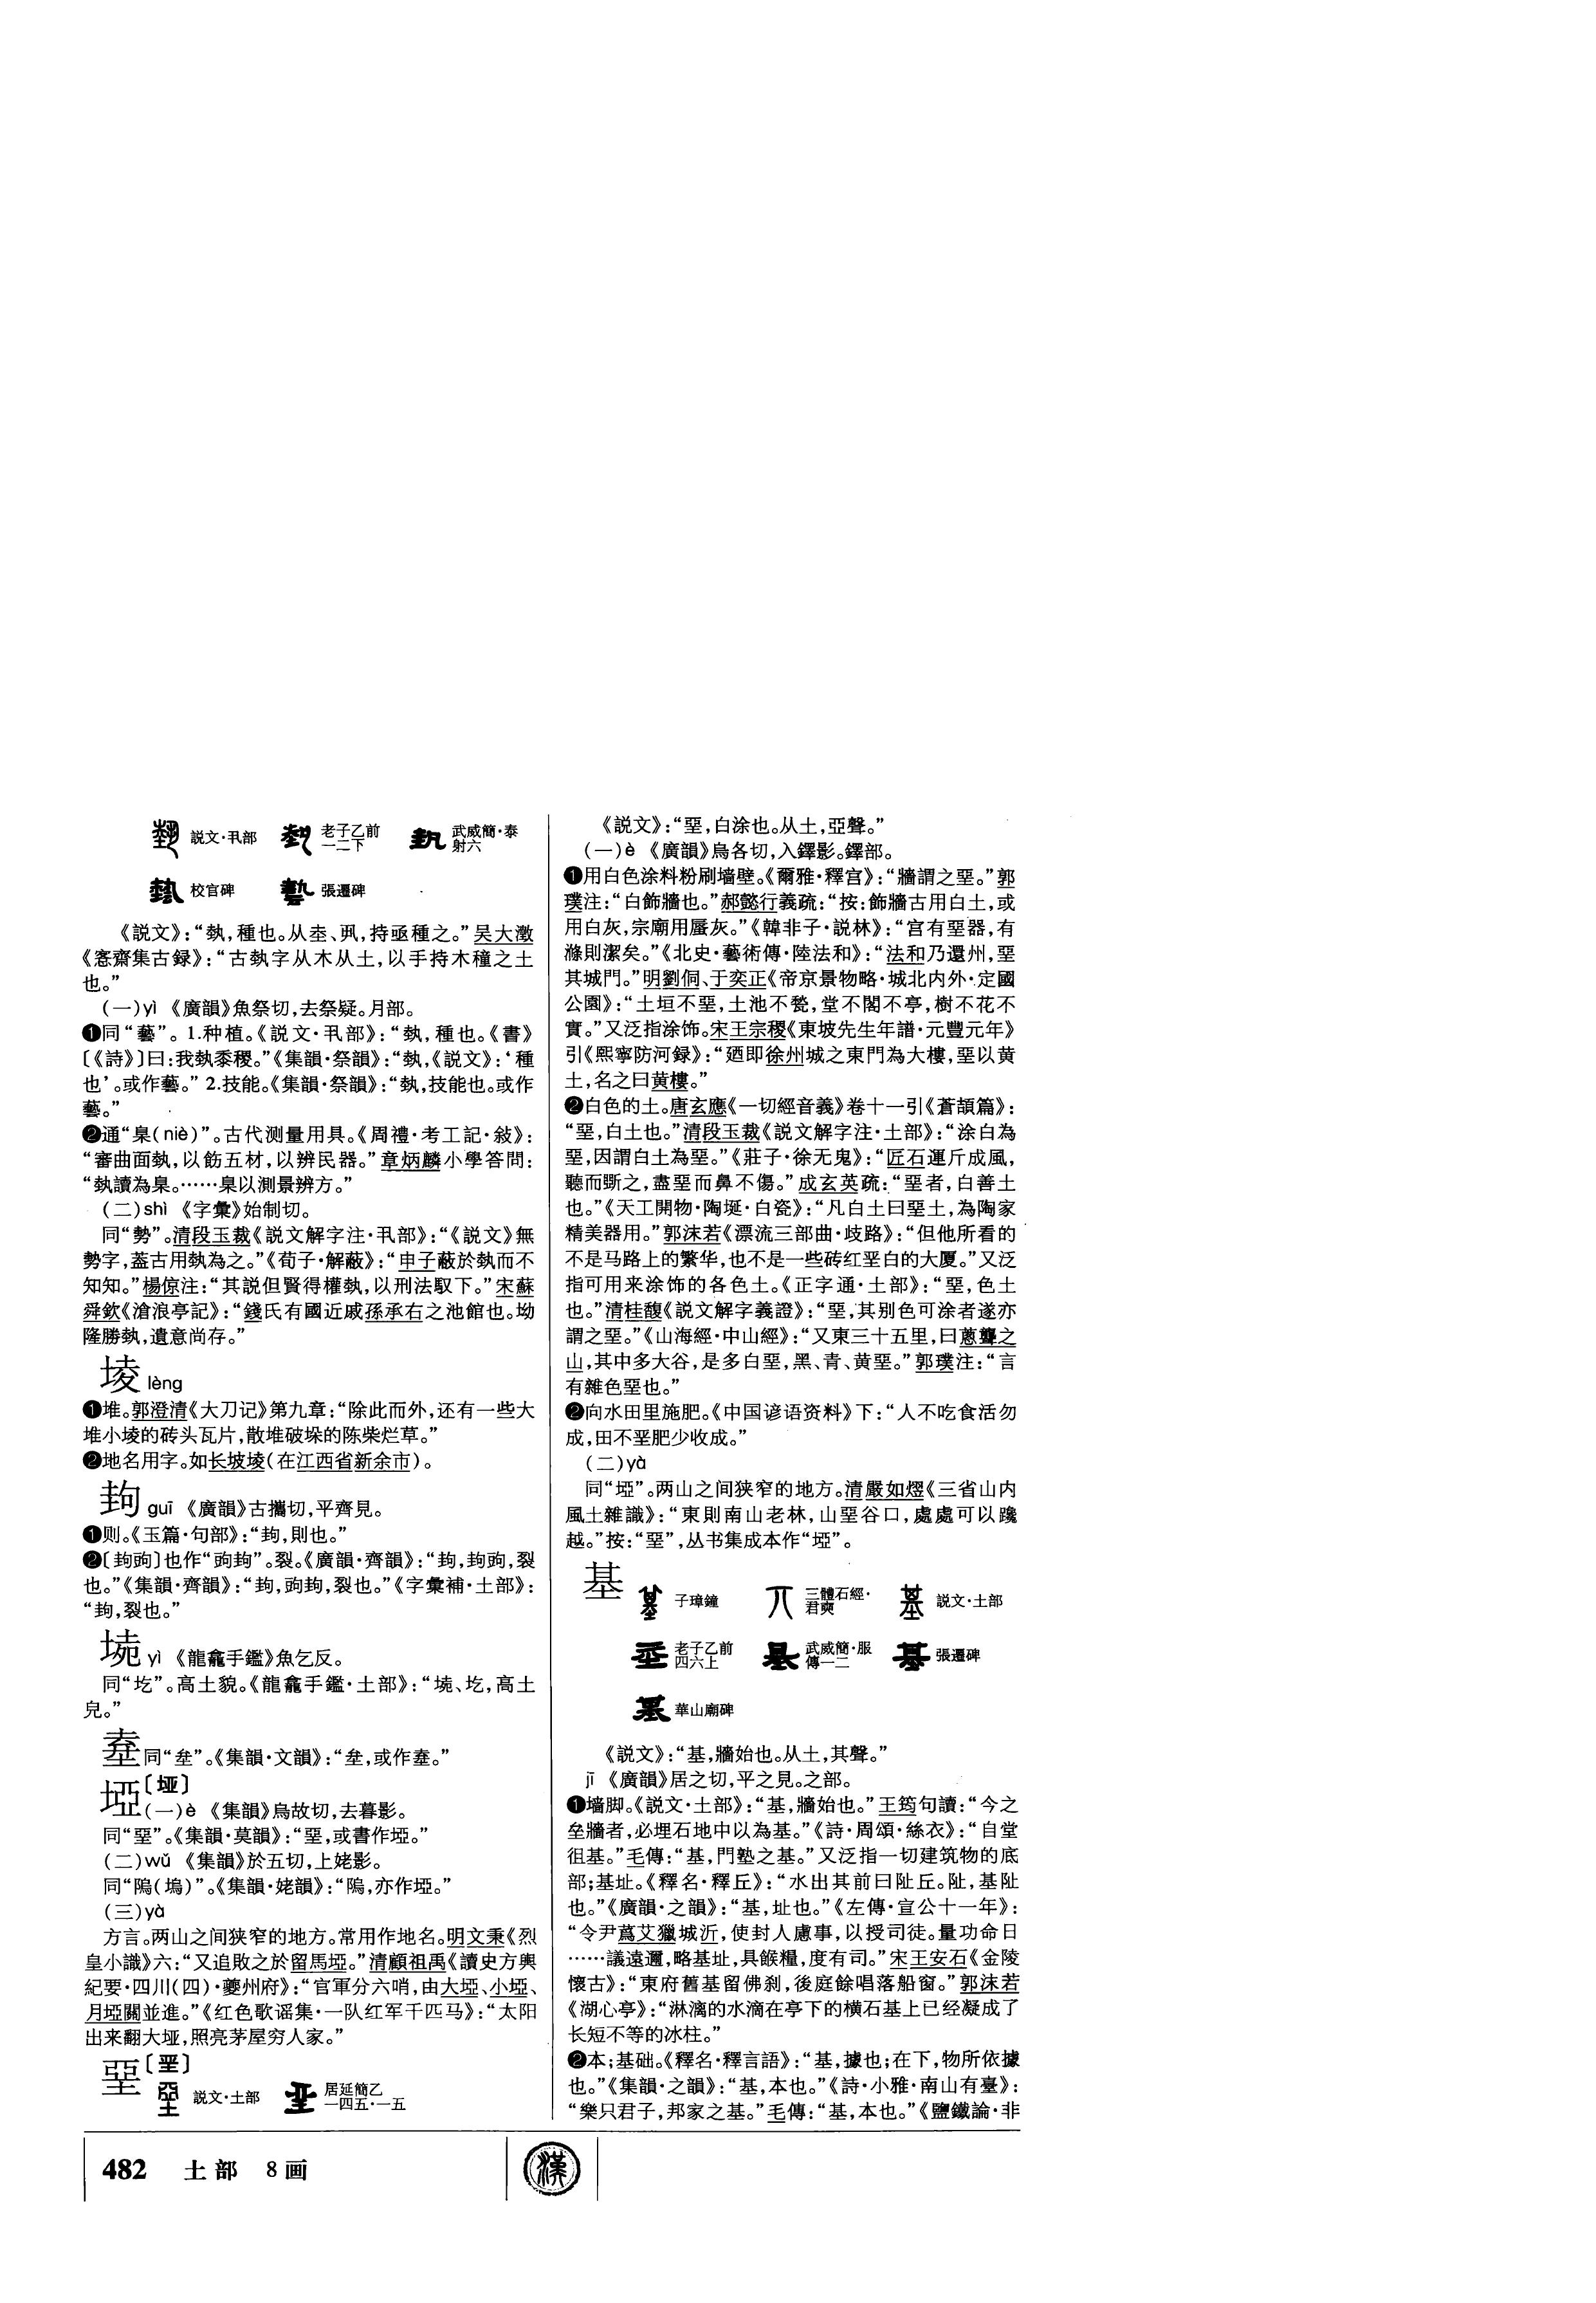 説文·丮部
老子乙前
一二下
武威簡·泰
射六
校官碑
張遷碑
《説文》：“埶，種也。从坴、丮，持亟種之。”吴大澂
《愙齋集古録》：“古埶字从木从土，以手持木穜之土
也。”
（一）yì 《廣韻》魚祭切，去祭疑。月部。
❶同“藝”。1.种植。《説文·丮部》：“埶，種也。《書》
〔《詩》〕曰：我埶黍稷。”《集韻·祭韻》：“埶，《説文》：‘種
也’。或作藝。”2.技能。《集韻·祭韻》：“埶，技能也。或作
藝。”
❷通“臬（niè）”。古代测量用具。《周禮·考工記·敍》：
“審曲面埶，以飭五材，以辨民器。”章炳麟小學答問：
“埶讀為臬。……臬以測景辨方。”
（二）shì 《字彙》始制切。
同“勢”。清段玉裁《説文解字注·丮部》：“《説文》無
勢字，葢古用埶為之。”《荀子·解蔽》：“申子蔽於埶而不
知知。”楊倞注：“其説但賢得權埶，以刑法馭下。”宋蘇
舜欽《滄浪亭記》：“錢氏有國近戚孫承右之池館也。坳
隆勝埶，遺意尚存。”
堎 lèng
❶堆。郭澄清《大刀记》第九章：“除此而外，还有一些大
堆小堎的砖头瓦片，散堆破垛的陈柴烂草。”
❷地名用字。如长坡堎（在江西省新余市）。
guī 《廣韻》古攜切，平齊見。
❶则。《玉篇·句部》：“，則也。”
❷〔〕也作“”。裂。《廣韻·齊韻》：“，，裂
也。”《集韻·齊韻》：“，，裂也。”《字彙補·土部》：
“，裂也。”
yì 《龍龕手鑑》魚乞反。
同“圪”。高土貌。《龍龕手鑑·土部》：“、圪，高土
皃。”
同“坌”。《集韻·文韻》：“坌，或作。”
埡〔垭〕
（一）è 《集韻》烏故切，去暮影。
同“堊”。《集韻·莫韻》：“堊，或書作埡。”
（二）wǔ 《集韻》於五切，上姥影。
同“隖（塢）”。《集韻·姥韻》：“隖，亦作埡。”
（三）yà
方言。两山之间狭窄的地方。常用作地名。明文秉《烈
皇小識》六：“又追敗之於留馬埡。”清顧祖禹《讀史方輿
紀要·四川（四）·夔州府》：“官軍分六哨，由大埡、小埡、
月埡關並進。”《红色歌谣集·一队红军千匹马》：“太阳
出来翻大垭，照亮茅屋穷人家。”
堊〔垩〕
説文·土部
居延簡乙
一四五·一五
《説文》：“堊，白涂也。从土，亞聲。”
（一）è 《廣韻》烏各切，入鐸影。鐸部。
❶用白色涂料粉刷墙壁。《爾雅·釋宫》：“牆謂之堊。”郭
璞注：“白飾牆也。”郝懿行義疏：“按：飾牆古用白土，或
用白灰，宗廟用蜃灰。”《韓非子·説林》：“宫有堊器，有
滌則潔矣。”《北史·藝術傳·陸法和》：“法和乃還州，堊
其城門。”明劉侗、于奕正《帝京景物略·城北内外·定國
公園》：“土垣不堊，土池不甃，堂不閣不亭，樹不花不
實。”又泛指涂饰。宋王宗稷《東坡先生年譜·元豐元年》
引《熙寧防河録》：“廼即徐州城之東門為大樓，堊以黄
土，名之曰黄樓。”
❷白色的土。唐玄應《一切經音義》卷十一引《蒼頡篇》：
“堊，白土也。”清段玉裁《説文解字注·土部》：“涂白為
堊，因謂白土為堊。”《莊子·徐无鬼》：“匠石運斤成風，
聽而斲之，盡堊而鼻不傷。”成玄英疏：“堊者，白善土
也。”《天工開物·陶埏·白瓷》：“凡白土曰堊土，為陶家
精美器用。”郭沫若《漂流三部曲·歧路》：“但他所看的
不是马路上的繁华，也不是一些砖红垩白的大厦。”又泛
指可用来涂饰的各色土。《正字通·土部》：“堊，色土
也。”清桂馥《説文解字義證》：“堊，其别色可涂者遂亦
謂之堊。”《山海經·中山經》：“又東三十五里，曰蔥聾之
山，其中多大谷，是多白堊，黑、青、黄堊。”郭璞注：“言
有雜色堊也。”
❷向水田里施肥。《中国谚语资料》下：“人不吃食活勿
成，田不垩肥少收成。”
（二）yà
同“埡”。两山之间狭窄的地方。清嚴如熤《三省山内
風土雜識》：“東則南山老林，山堊谷口，處處可以躥
越。”按：“堊”，丛书集成本作“埡”。
基
子璋鐘
三體石經·
君奭
説文·土部
老子乙前
四六上
武威簡·服
傳一二
張遷碑
華山廟碑
《説文》：“基，牆始也。从土，其聲。”
jī 《廣韻》居之切，平之見。之部。
❶墙脚。《説文·土部》：“基，牆始也。”王筠句讀：“今之
垒牆者，必埋石地中以為基。”《詩·周頌·絲衣》：“自堂
徂基。”毛傳：“基，門塾之基。”又泛指一切建筑物的底
部；基址。《釋名·釋丘》：“水出其前曰阯丘。阯，基阯
也。”《廣韻·之韻》：“基，址也。”《左傳·宣公十一年》：
“令尹蔿艾獵城沂，使封人慮事，以授司徒。量功命日
……議遠邇，略基址，具餱糧，度有司。”宋王安石《金陵
懷古》：“東府舊基留佛刹，後庭餘唱落船窗。”郭沫若
《湖心亭》：“淋漓的水滴在亭下的横石基上已经凝成了
长短不等的冰柱。”
❷本；基础。《釋名·釋言語》：“基，據也；在下，物所依據
也。”《集韻·之韻》：“基，本也。”《詩·小雅·南山有臺》：
“樂只君子，邦家之基。”毛傳：“基，本也。”《鹽鐵論·非
482 土部 8画
漢